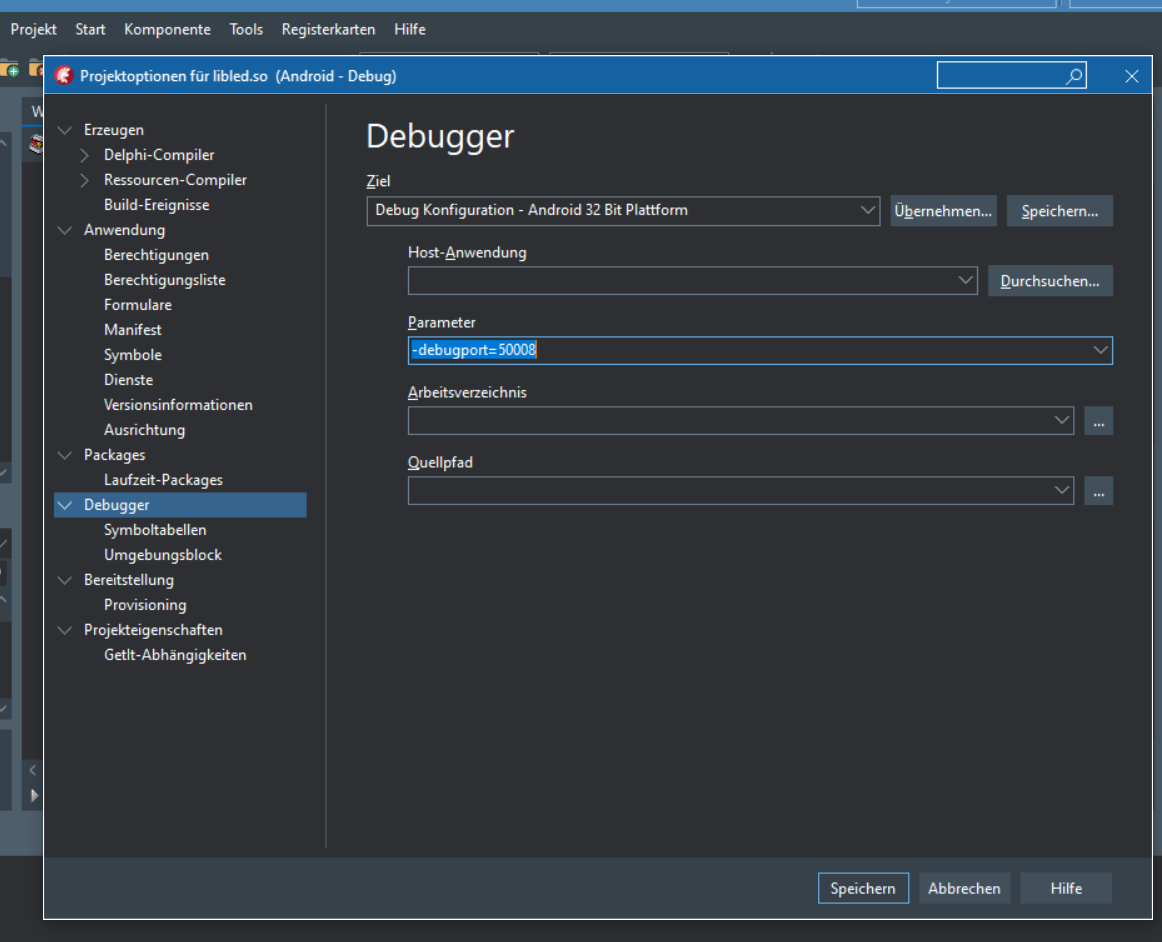 Projekt Start Komponente Tools Registerkarten Hilfe
Projektoptionen für libled.so (Android - Debug)
W
Erzeugen
Delphi-Compiler
Ressourcen-Compiler
Build-Ereignisse
Anwendung
Berechtigungen
Berechtigungsliste
Formulare
Manifest
Symbole
Dienste
Versionsinformationen
Ausrichtung
Packages
Laufzeit-Packages
Debugger
Symboltabellen
Umgebungsblock
Bereitstellung
Provisioning
Projekteigenschaften
GetIt-Abhängigkeiten
Debugger
Ziel
Debug Konfiguration - Android 32 Bit Plattform Übernehmen... Speichern...
Host-Anwendung
Durchsuchen...
Parameter
-debugport=50008
Arbeitsverzeichnis
...
Quellpfad
...
Speichern Abbrechen Hilfe